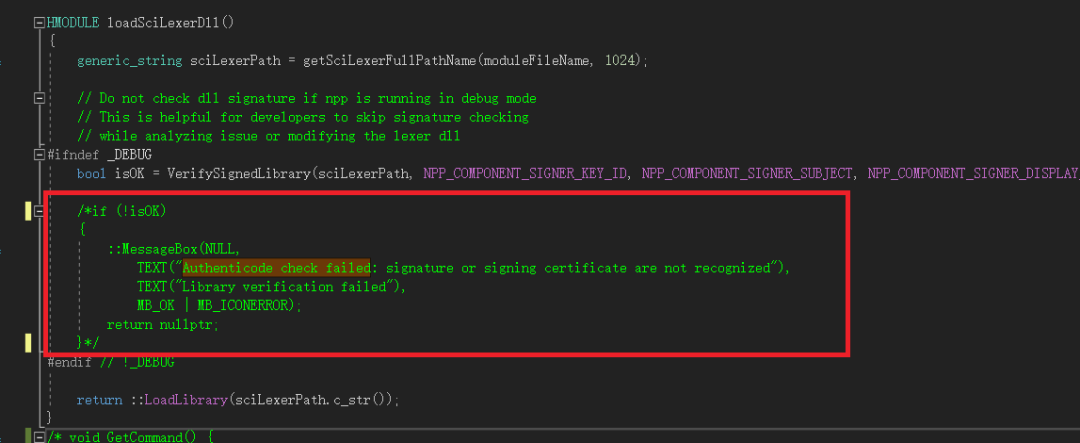 HMODULE loadSciLexerDll()
{
generic_string sciLexerPath = getSciLexerFullPathName(moduleFileName, 1024);
// Do not check dll signature if npp is running in debug mode
// This is helpful for developers to skip signature checking
// while analyzing issue or modifying the lexer dll
#ifndef _DEBUG
bool isOK = VerifySignedLibrary(sciLexerPath, NPP_COMPONENT_SIGNER_KEY_ID, NPP_COMPONENT_SIGNER_SUBJECT, NPP_COMPONENT_SIGNER_DISPLAY
/*if (!isOK)
{
::MessageBox(NULL,
TEXT("Authenticode check failed: signature or signing certificate are not recognized"),
TEXT("Library verification failed"),
MB_OK | MB_ICONERROR);
return nullptr;
}*/
#endif // !_DEBUG
return ::LoadLibrary(sciLexerPath.c_str());
}
/* void GetCommand() {